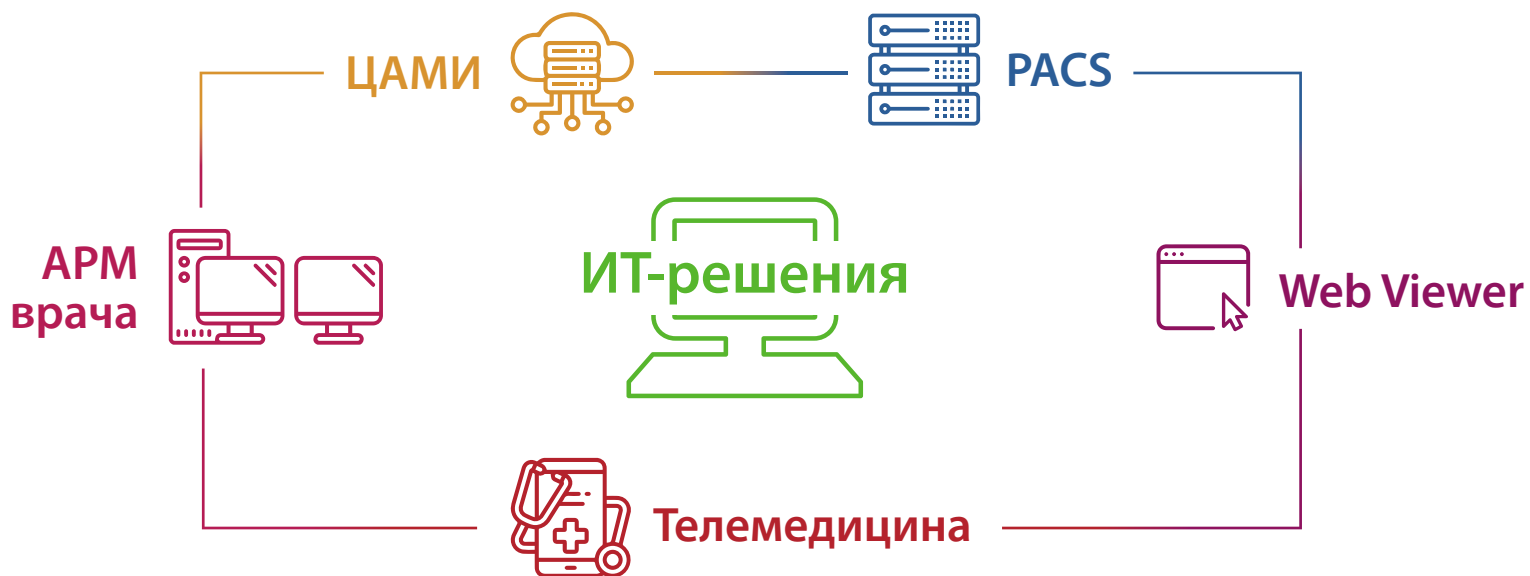 ЦАМИ
PACS
АРМ
врача
ИТ-решения
Web Viewer
Телемедицина